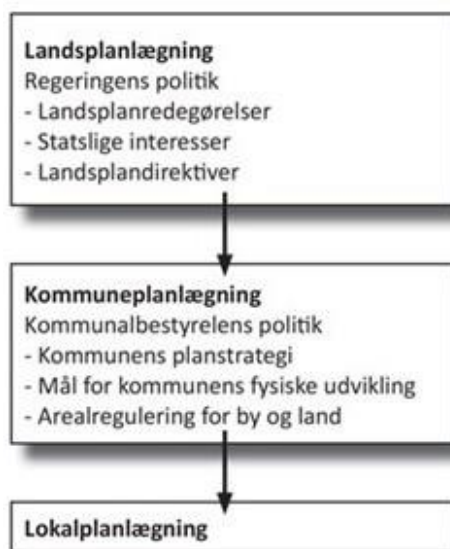 Landsplanlægning
Regeringens politik
- Landsplanredegørelser
- Statslige interesser
- Landsplandirektiver
Kommuneplanlægning
Kommunalbestyrelens politik
- Kommunens planstrategi
- Mål for kommunens fysiske udvikling
- Arealregulering for by og land
Lokalplanlægning